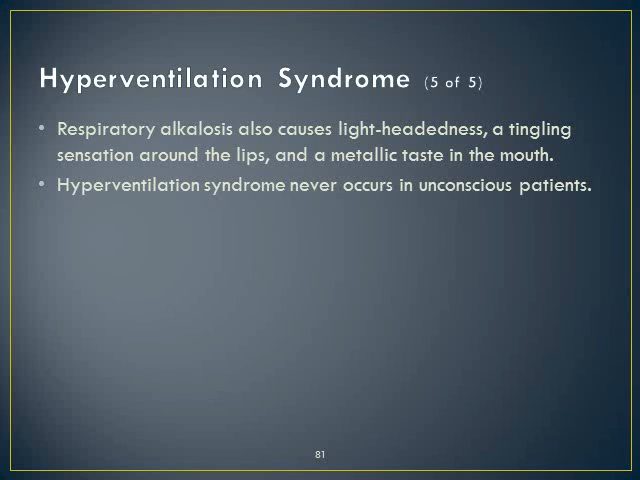 Hyperventilation Syndrome (5 of 5)
• Respiratory alkalosis also causes light-headedness, a tingling
sensation around the lips, and a metallic taste in the mouth.
• Hyperventilation syndrome never occurs in unconscious patients.
81